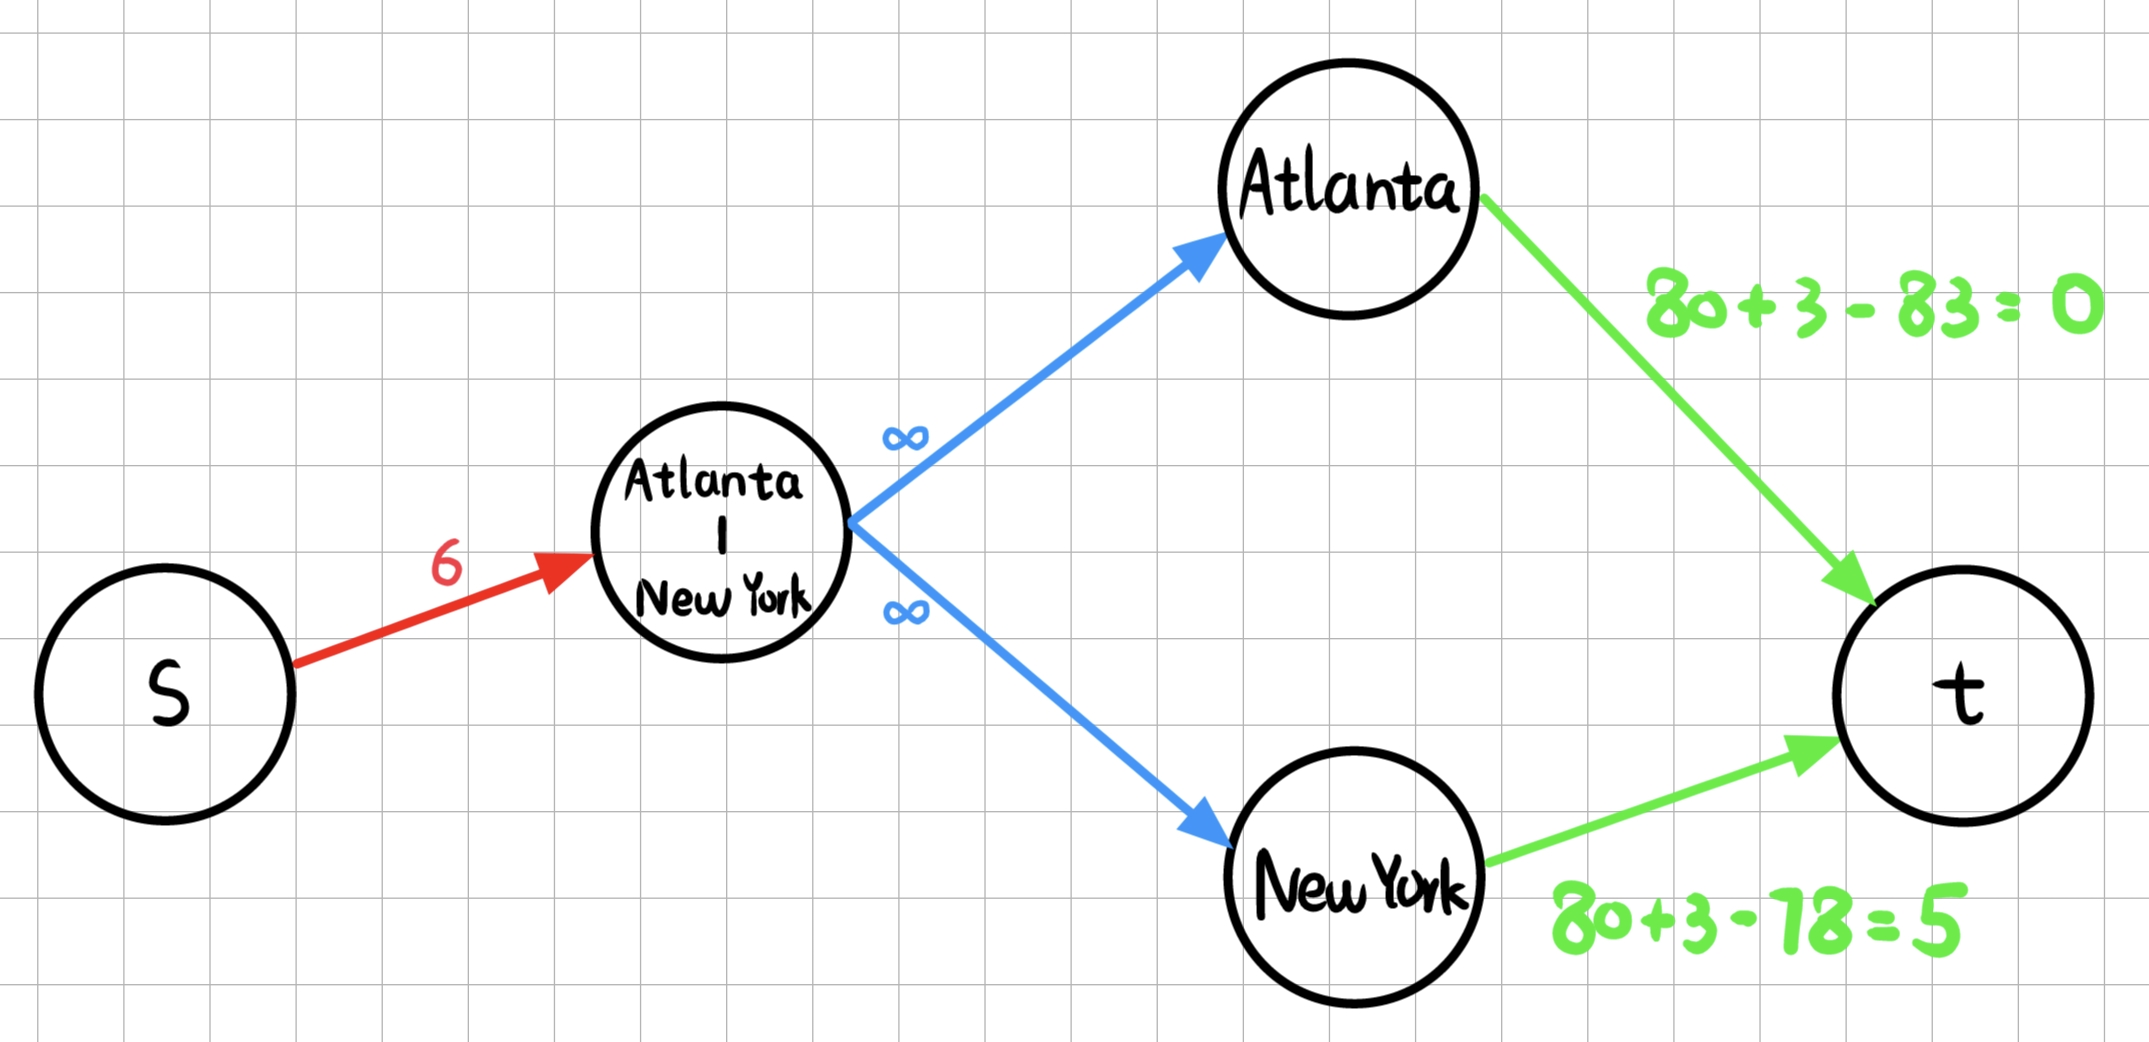 Atlanta
80+3-83=0
∞
Atlanta
|
New York
6
∞
S
t
New York
80+3-78=5